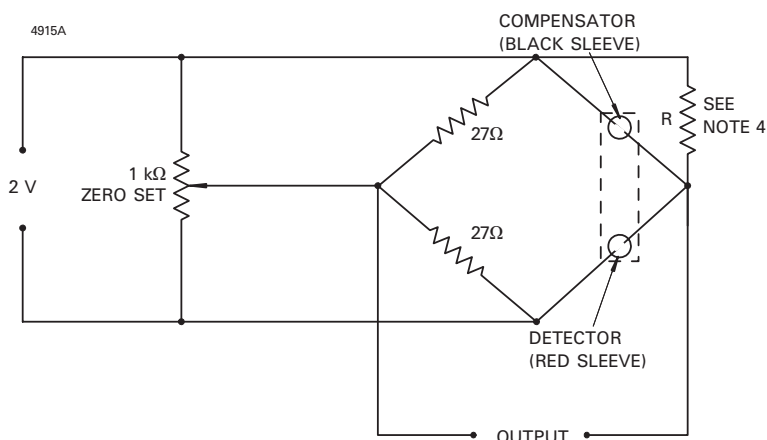 4915A
COMPENSATOR
(BLACK SLEEVE)
27Ω
R
SEE
NOTE 4
2 V
1 kΩ
ZERO SET
27Ω
DETECTOR
(RED SLEEVE)
OUTPUT